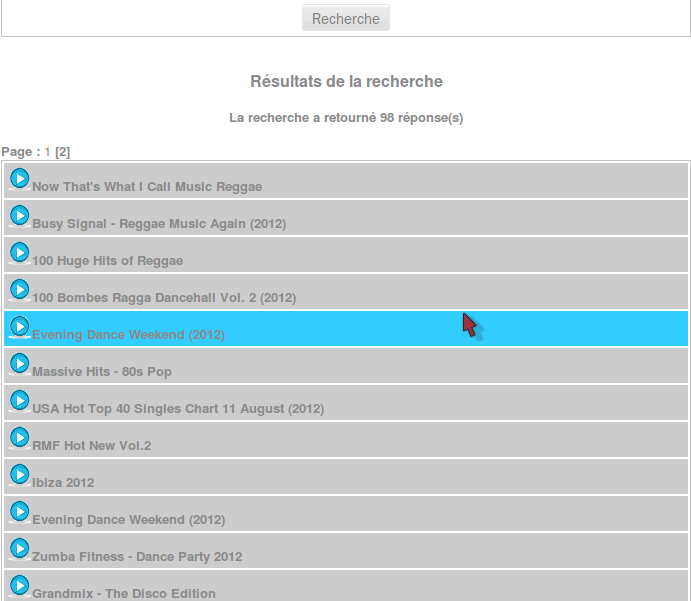 Recherche
Résultats de la recherche
La recherche a retourné 98 réponse(s)
Page : 1 [2]
Now That's What I Call Music Reggae
Busy Signal - Reggae Music Again (2012)
100 Huge Hits of Reggae
100 Bombes Ragga Dancehall Vol. 2 (2012)
Evening Dance Weekend (2012)
Massive Hits - 80s Pop
USA Hot Top 40 Singles Chart 11 August (2012)
RMF Hot New Vol.2
Ibiza 2012
Evening Dance Weekend (2012)
Zumba Fitness - Dance Party 2012
Grandmix - The Disco Edition